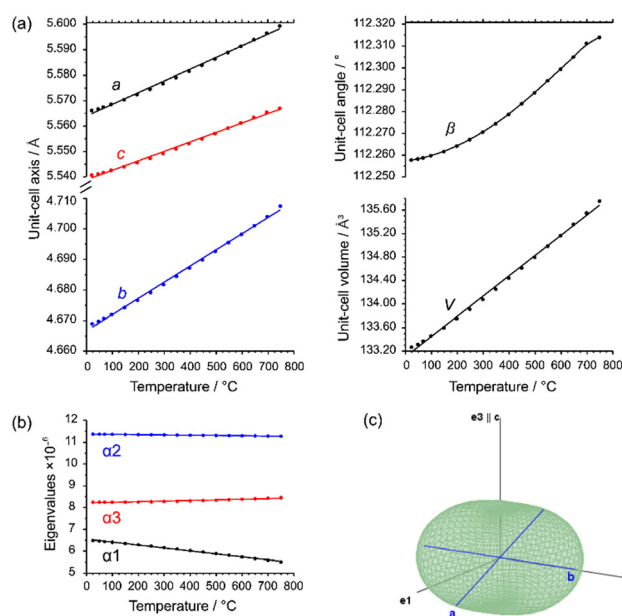 (a)
5.600
5.590
5.580
5.570
5.560
5.550
5.540
4.710
4.700
4.690
4.680
4.670
4.660
Unit-cell axis / Å
a
c
b
0 100 200 300 400 500 600 700 800
Temperature / °C
112.320
112.310
112.300
112.290
112.280
112.270
112.260
112.250
Unit-cell angle / °
β
135.60
135.20
134.80
134.40
134.00
133.60
133.20
Unit-cell volume / Å³
V
0 100 200 300 400 500 600 700 800
Temperature / °C
(b)
12
11
10
9
8
7
6
5
Eigenvalues ×10⁻⁶
α2
α3
α1
0 100 200 300 400 500 600 700 800
Temperature / °C
(c)
e3 || c
b
e1
a